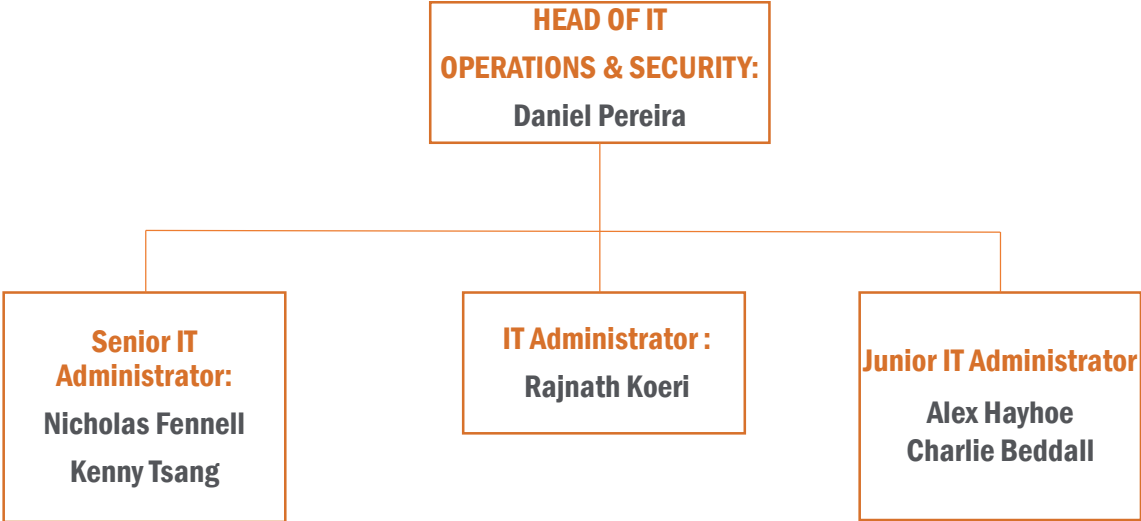 HEAD OF IT
OPERATIONS & SECURITY:
Daniel Pereira
Senior IT
Administrator:
Nicholas Fennell
Kenny Tsang
IT Administrator :
Rajnath Koeri
Junior IT Administrator
Alex Hayhoe
Charlie Beddall